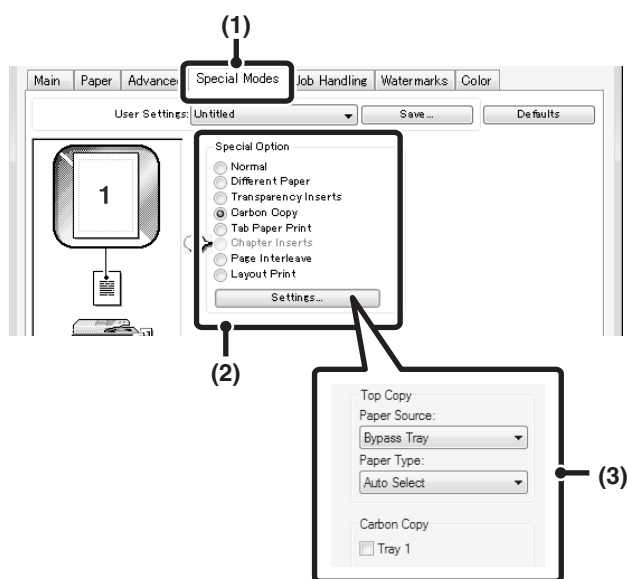 (1)
Main Paper Advance Special Modes Job Handling Watermarks Color
User Settings: Untitled Save... Defaults
Special Option
Normal
Different Paper
Transparency Inserts
Carbon Copy
Tab Paper Print
Chapter Inserts
Page Interleave
Layout Print
Settings...
1
(2)
Top Copy
Paper Source:
Bypass Tray
Paper Type:
Auto Select
(3)
Carbon Copy
Tray 1